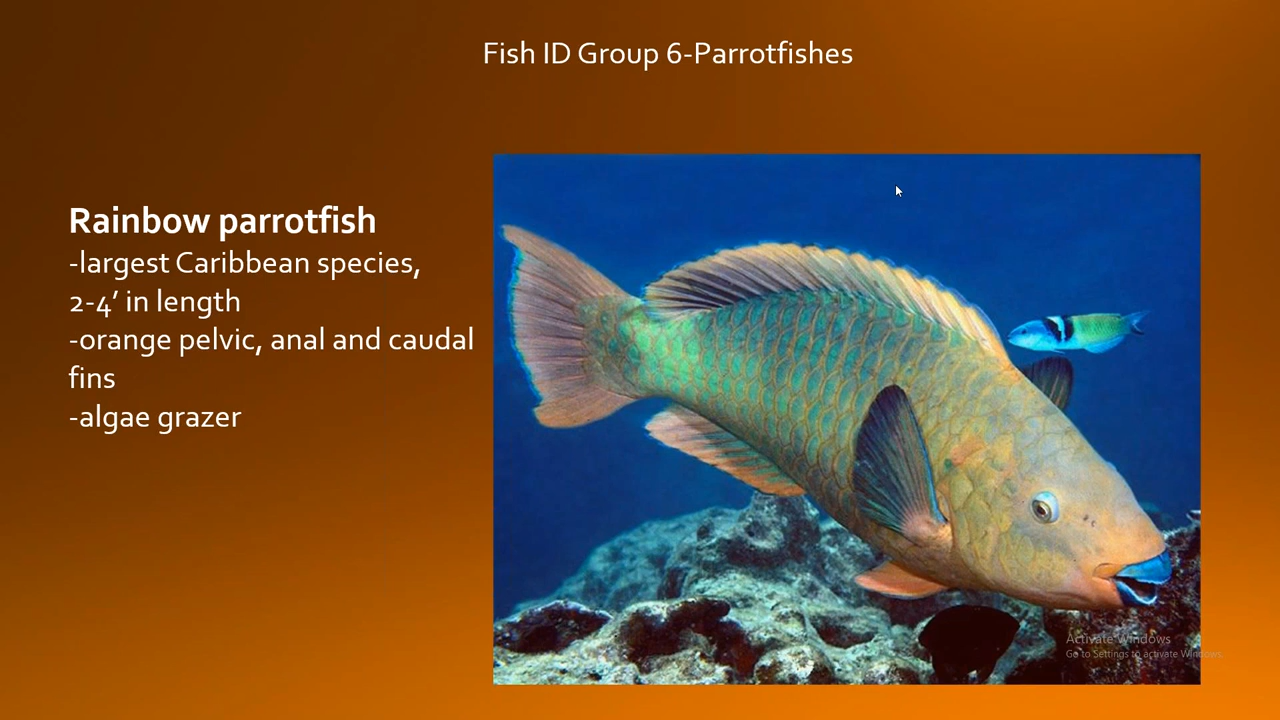 Fish ID Group 6-Parrotfishes
Rainbow parrotfish
-largest Caribbean species,
2-4’ in length
-orange pelvic, anal and caudal
fins
-algae grazer
Activate Windows
Go to Settings to activate Windows.